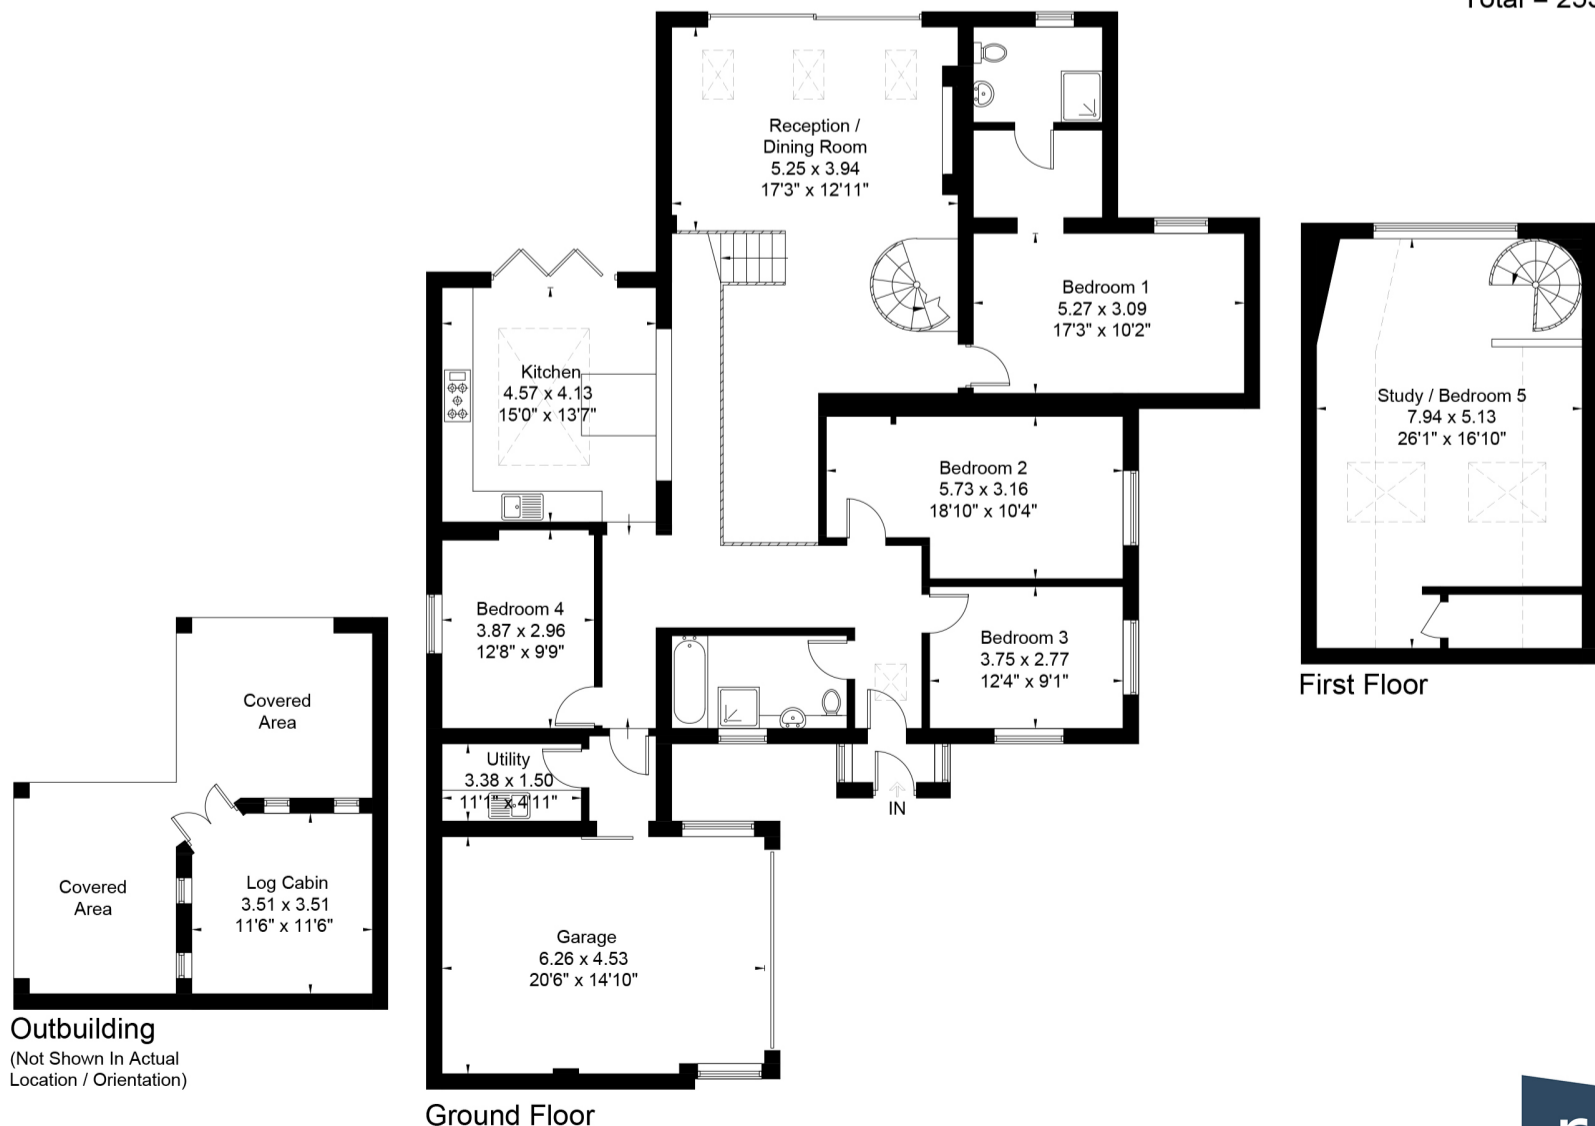 Total = 253
Reception /
Dining Room
5.25 x 3.94
17'3" x 12'11"
Bedroom 1
5.27 x 3.09
17'3" x 10'2"
Kitchen
4.57 x 4.13
15'0" x 13'7"
Study / Bedroom 5
7.94 x 5.13
26'1" x 16'10"
Bedroom 2
5.73 x 3.16
18'10" x 10'4"
Bedroom 4
3.87 x 2.96
12'8" x 9'9"
Bedroom 3
3.75 x 2.77
12'4" x 9'1"
First Floor
Covered
Area
Utility
3.38 x 1.50
11'1" x 4'11"
IN
Covered
Area
Log Cabin
3.51 x 3.51
11'6" x 11'6"
Garage
6.26 x 4.53
20'6" x 14'10"
Outbuilding
(Not Shown In Actual
Location / Orientation)
Ground Floor